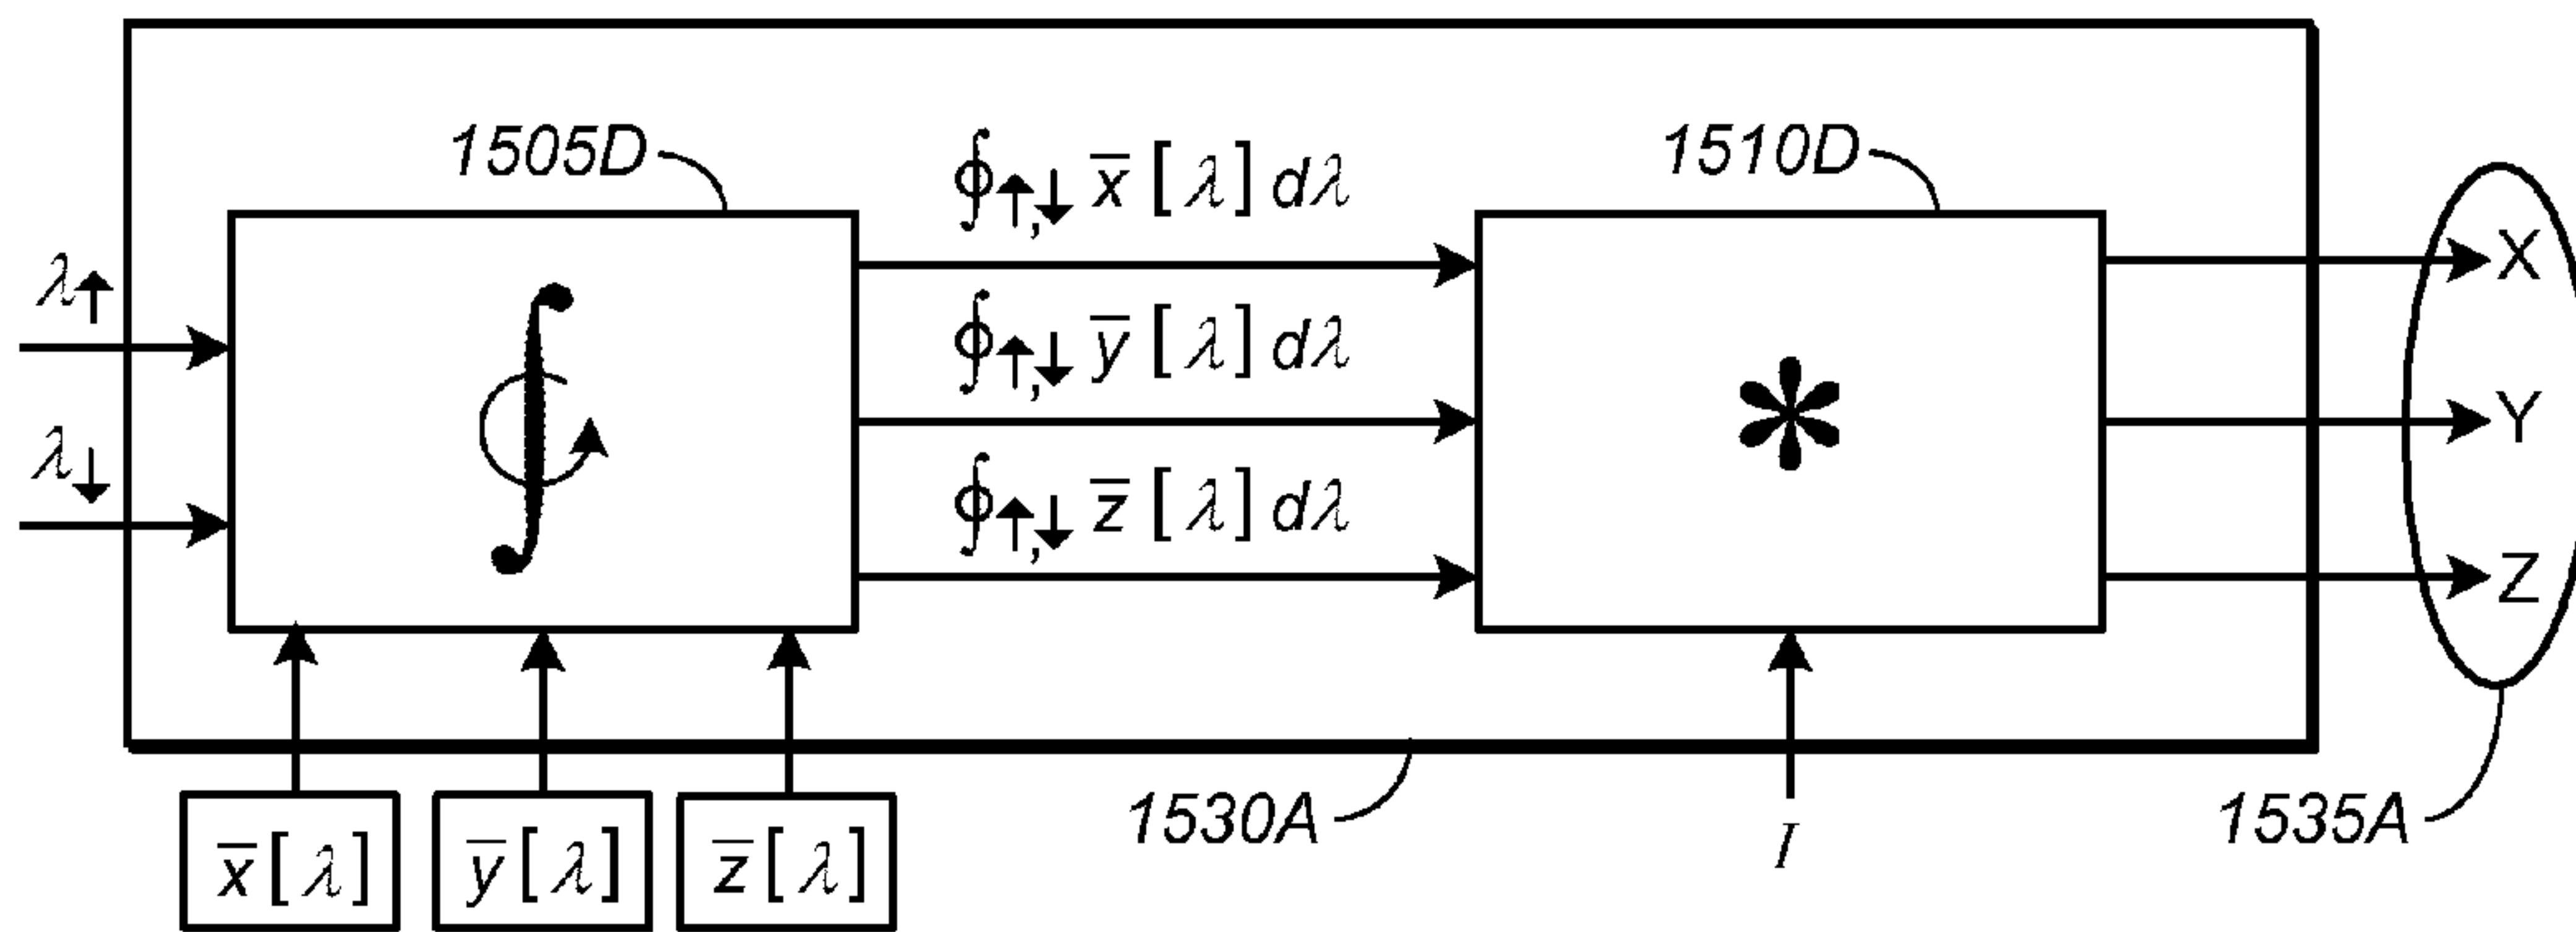 1505D
1510D
∮↑,↓ x̅ [λ] dλ
λ↑
X
∮↑,↓ y̅ [λ] dλ
∫
*
Y
λ↓
∮↑,↓ z̅ [λ] dλ
Z
x̅ [λ]
y̅ [λ]
z̅ [λ]
1530A
I
1535A